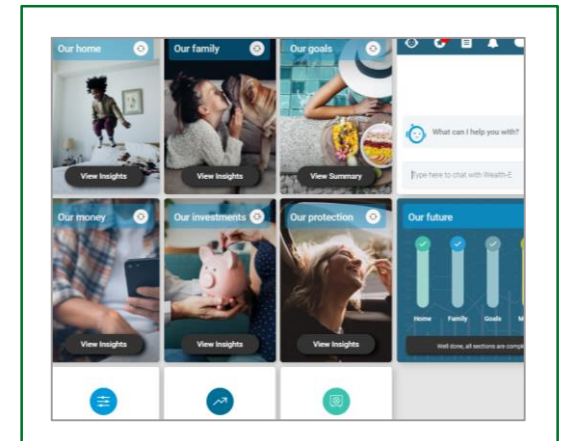 Our home
Our family
Our goals
What can I help you with?
View Insights
View Insights
View Summary
Type here to chat with Wealth-E
Our money
Our investments
Our protection
Our future
Home
Family
Goals
View Insights
View Insights
View Insights
Well done, all sections are